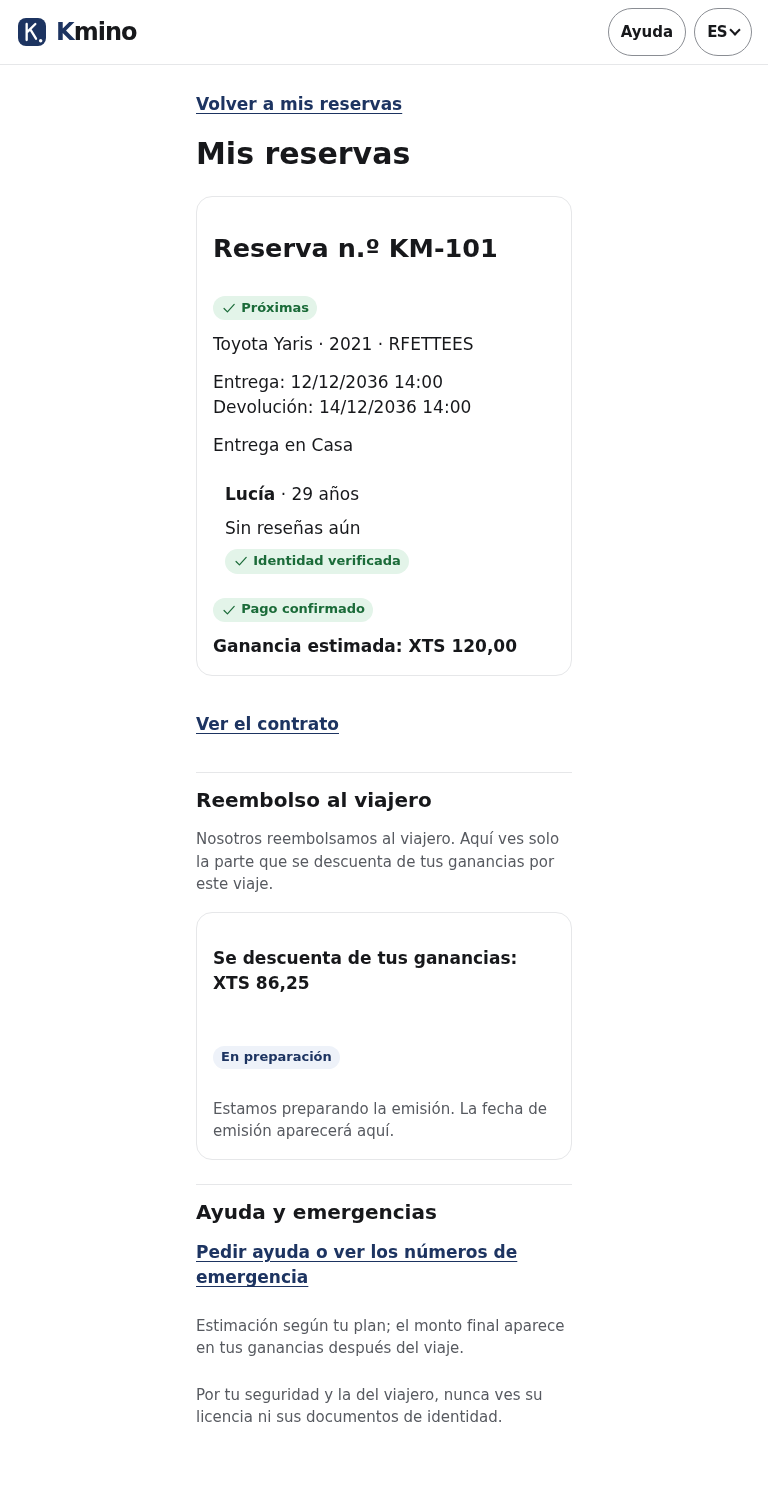 Kmino
Ayuda
ES
Volver a mis reservas
Mis reservas
Reserva n.º KM-101
Próximas
Toyota Yaris · 2021 · RFETTEES
Entrega: 12/12/2036 14:00
Devolución: 14/12/2036 14:00
Entrega en Casa
Lucía · 29 años
Sin reseñas aún
Identidad verificada
Pago confirmado
Ganancia estimada: XTS 120,00
Ver el contrato
Reembolso al viajero
Nosotros reembolsamos al viajero. Aquí ves solo
la parte que se descuenta de tus ganancias por
este viaje.
Se descuenta de tus ganancias:
XTS 86,25
En preparación
Estamos preparando la emisión. La fecha de
emisión aparecerá aquí.
Ayuda y emergencias
Pedir ayuda o ver los números de
emergencia
Estimación según tu plan; el monto final aparece
en tus ganancias después del viaje.
Por tu seguridad y la del viajero, nunca ves su
licencia ni sus documentos de identidad.